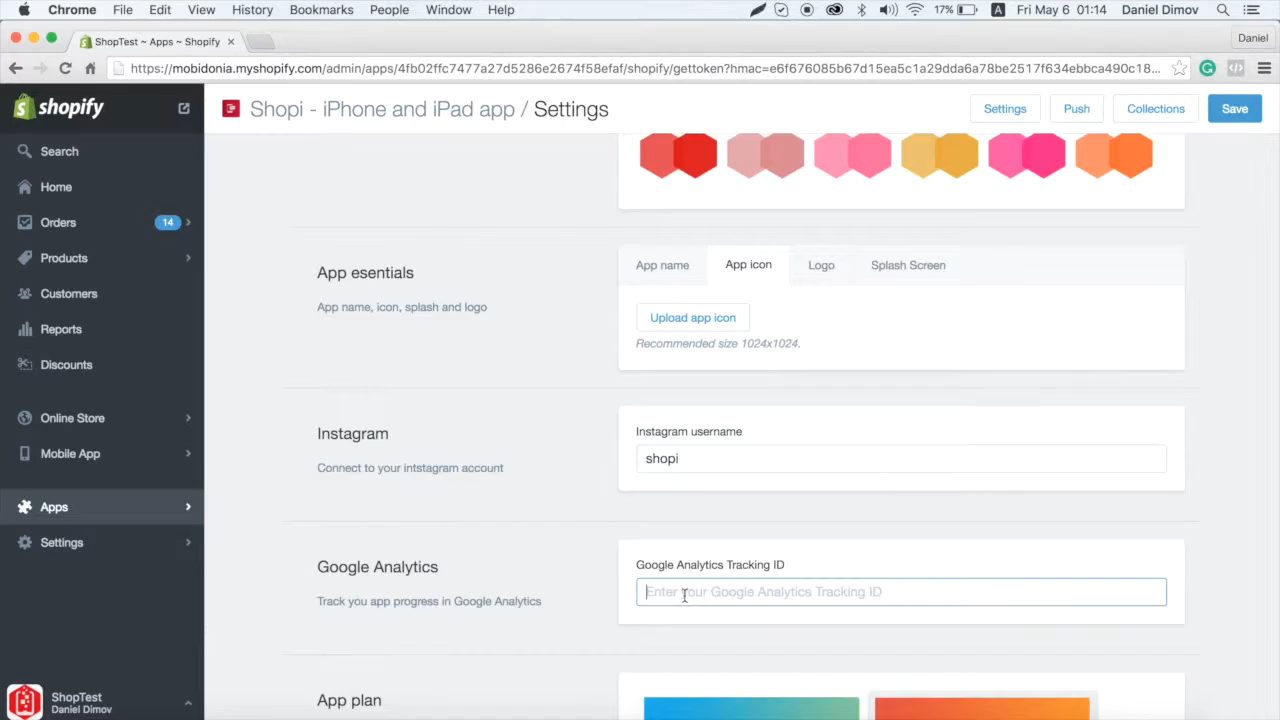 Chrome File Edit View History Bookmarks People Window Help 17% A Fri May 6 01:14 Daniel Dimov
ShopTest ~ Apps ~ Shopify Daniel
https://mobidonia.myshopify.com/admin/apps/4fb02ffc7477a27d5286e2674f58efaf/shopify/gettoken?hmac=e6f676085b67d15ea5c1a29dda6a78be2517f634ebbca490c18...
shopify
Shopi - iPhone and iPad app / Settings
Settings Push Collections Save
Search
Home
Orders 14
Products
Customers
Reports
Discounts
Online Store
Mobile App
Apps
Settings
ShopTest
Daniel Dimov
App esentials
App name, icon, splash and logo
App name App icon Logo Splash Screen
Upload app icon
Recommended size 1024x1024.
Instagram
Connect to your intstagram account
Instagram username
shopi
Google Analytics
Track you app progress in Google Analytics
Google Analytics Tracking ID
Enter your Google Analytics Tracking ID
App plan